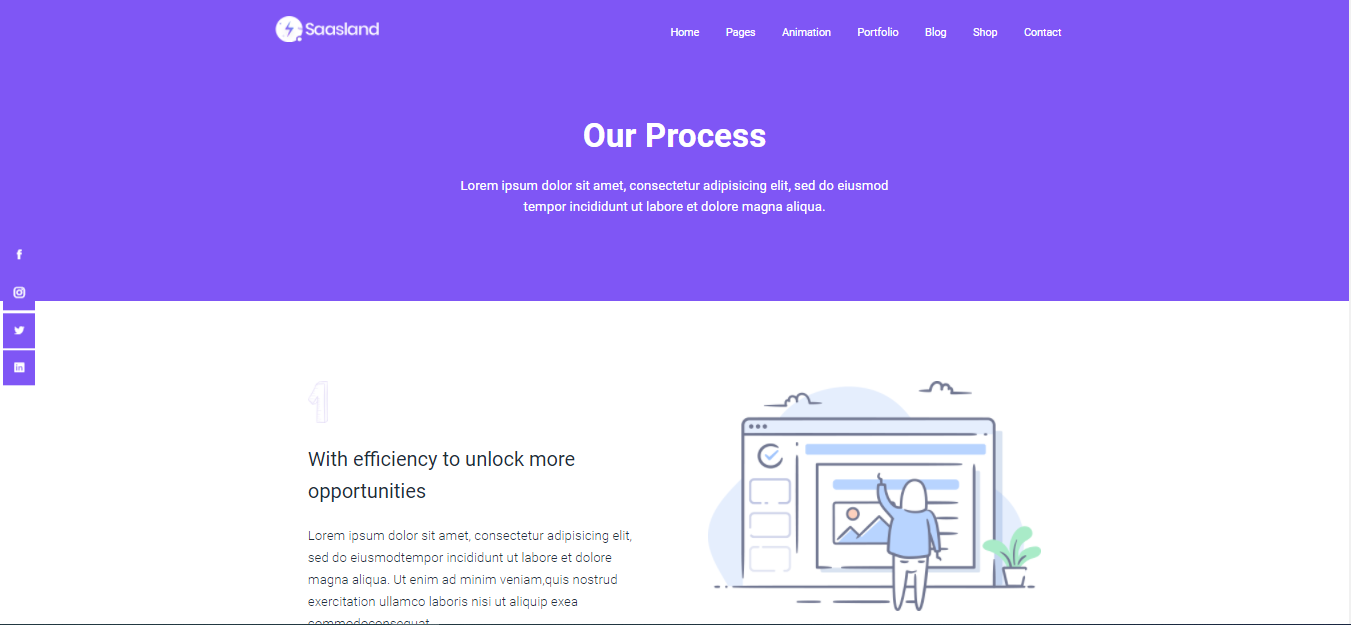 Saasland
Home Pages Animation Portfolio Blog Shop Contact
Our Process
Lorem ipsum dolor sit amet, consectetur adipisicing elit, sed do eiusmod
tempor incididunt ut labore et dolore magna aliqua.
1
With efficiency to unlock more
opportunities
Lorem ipsum dolor sit amet, consectetur adipisicing elit,
sed do eiusmodtempor incididunt ut labore et dolore
magna aliqua. Ut enim ad minim veniam,quis nostrud
exercitation ullamco laboris nisi ut aliquip exea
commodoconsequat